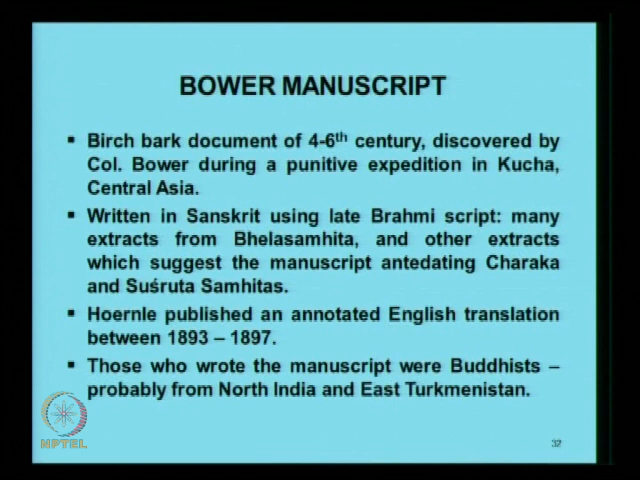 BOWER MANUSCRIPT
▪ Birch bark document of 4-6th century, discovered by
Col. Bower during a punitive expedition in Kucha,
Central Asia.
▪ Written in Sanskrit using late Brahmi script: many
extracts from Bhelasamhita, and other extracts
which suggest the manuscript antedating Charaka
and Suśruta Samhitas.
▪ Hoernle published an annotated English translation
between 1893 – 1897.
▪ Those who wrote the manuscript were Buddhists –
probably from North India and East Turkmenistan.
NPTEL
32